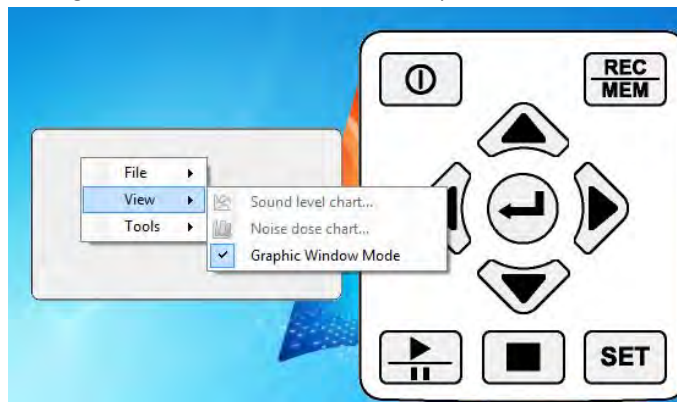 REC
MEM
File
View
Tools
Sound level chart...
Noise dose chart...
Graphic Window Mode
SET